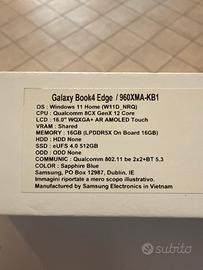 Galaxy Book4 Edge / 960XMA-KB1
OS : Windows 11 Home (W11D_NRQ)
CPU : Qualcomm 8CX GenX 12 Core
LCD : 16.0" WQXGA+ AR AMOLED Touch
VRAM : Shared
MEMORY : 16GB (LPDDR5X On Board 16GB)
HDD : HDD None
SSD : eUFS 4.0 512GB
ODD : ODD None
COMMUNIC : Qualcomm 802.11 be 2x2+BT 5.3
COLOR : Sapphire Blue
Samsung, PO Box 12987, Dublin, IE
Immagini riportate a mero scopo illustrativo.
Manufactured by Samsung Electronics in Vietnam
subito